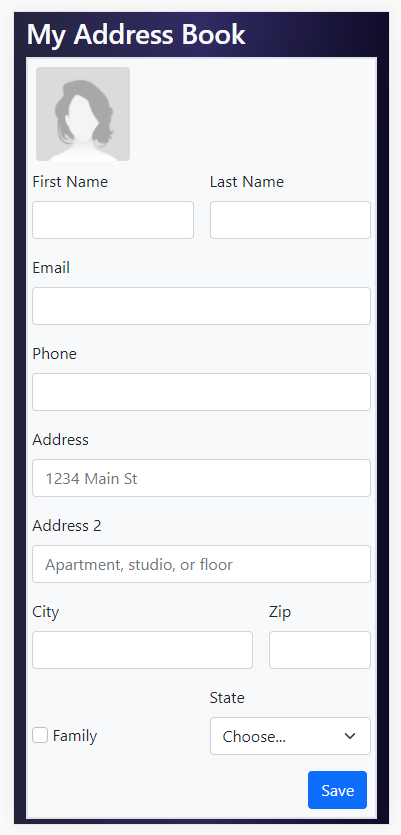 My Address Book
First Name Last Name
Email
Phone
Address
1234 Main St
Address 2
Apartment, studio, or floor
City Zip
State
Family Choose...
Save